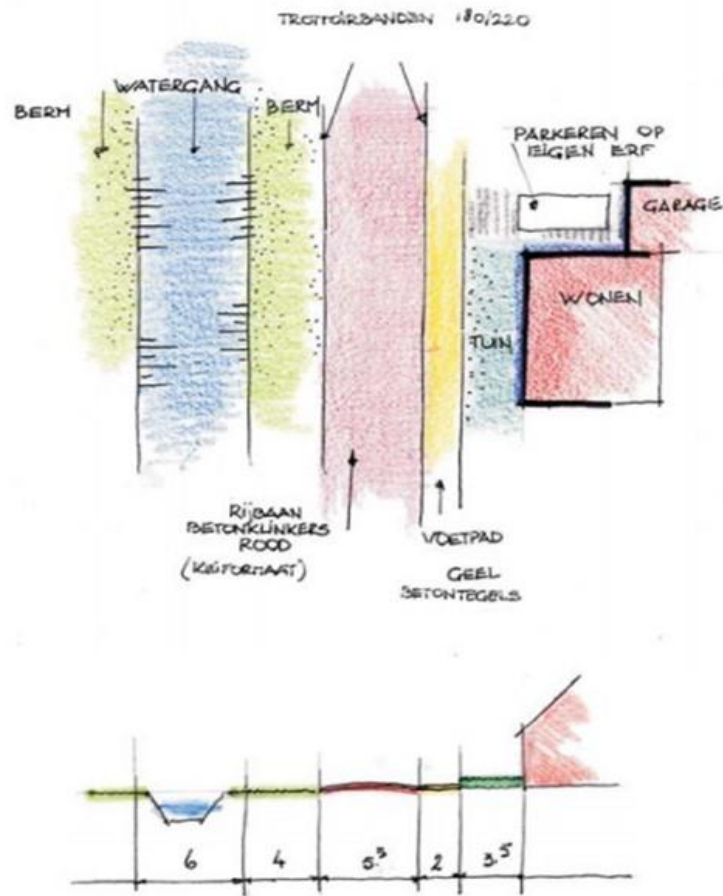 TROTTOIRBANDEN 180/220
WATERGANG
BERM
BERM
PARKEREN OP
EIGEN ERF
GARAGE
WONEN
TUIN
RIJBAAN
BETONKLINKERS
ROOD
(KEIFORMAAT)
VOETPAD
GEEL
BETONTEGELS
6
4
5.5
2
3.5